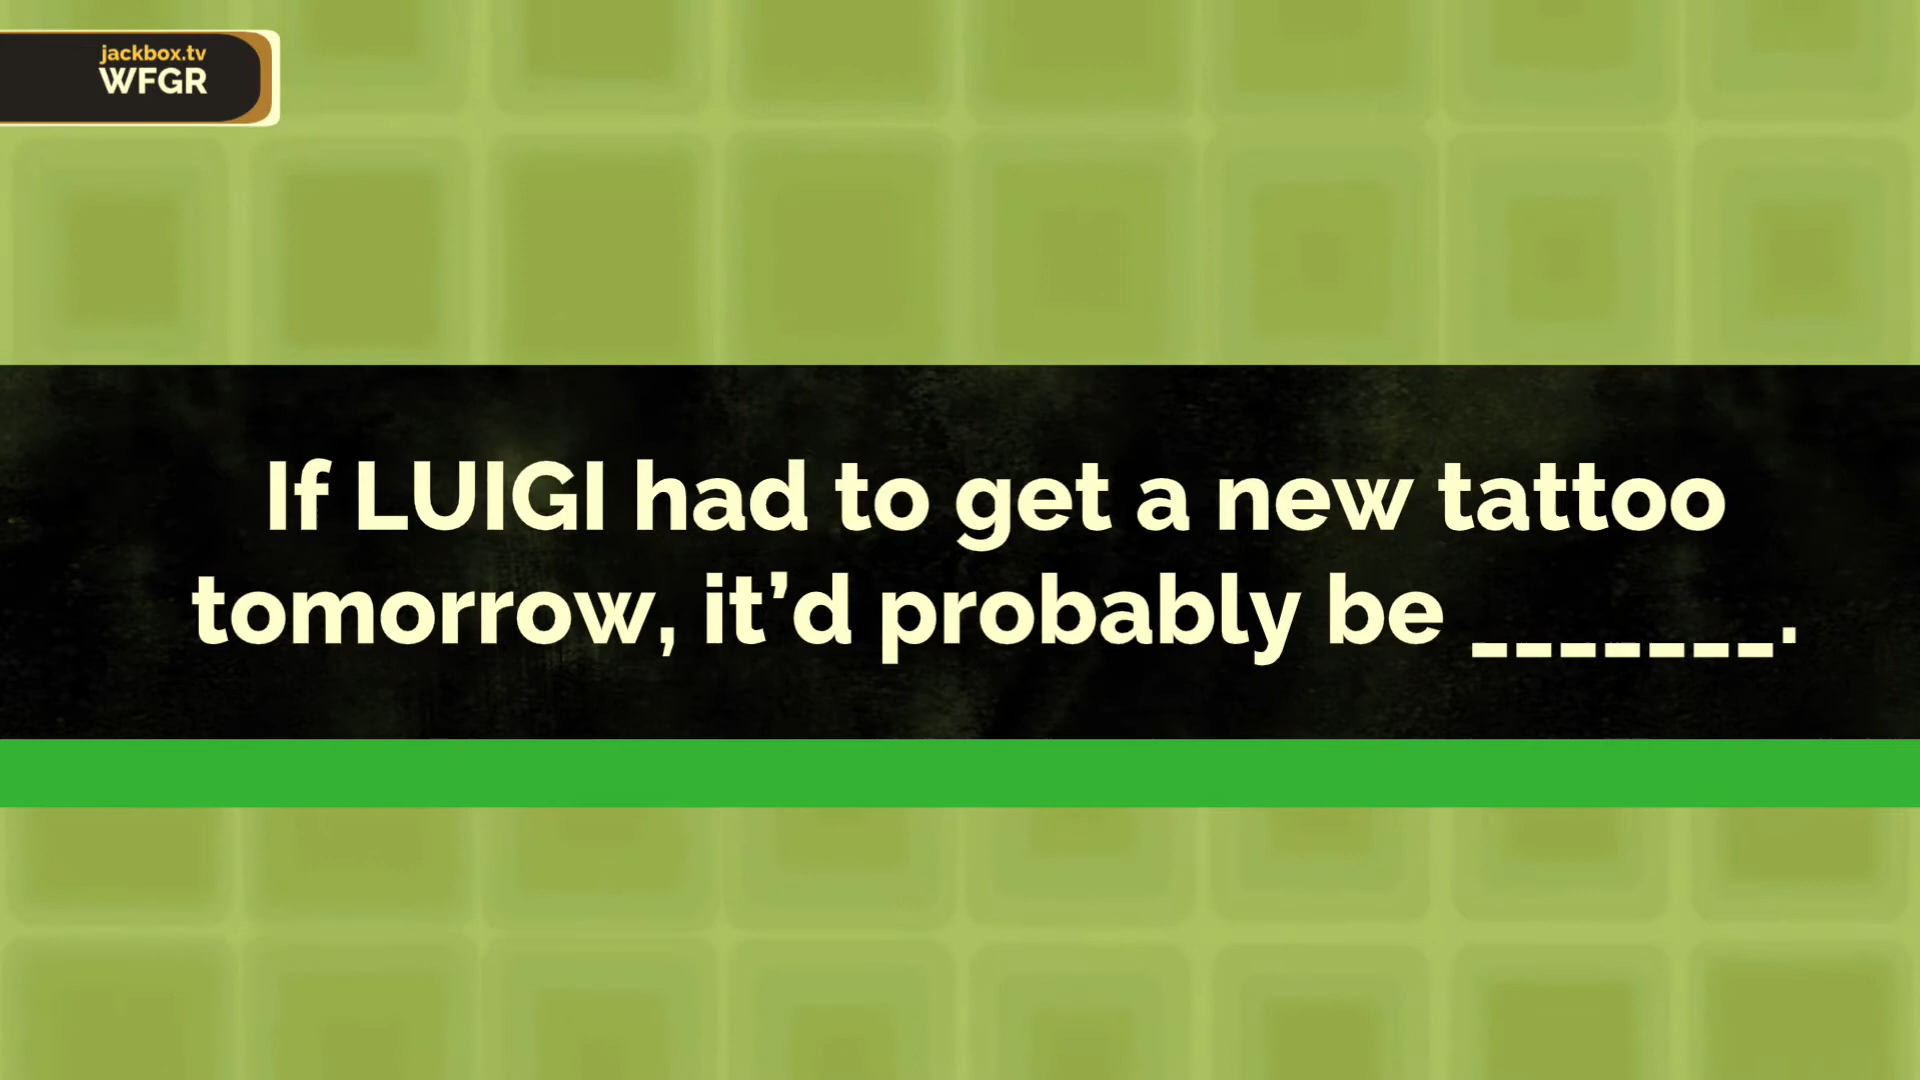 jackbox.tv
WFGR
If LUIGI had to get a new tattoo
tomorrow, it’d probably be _______.